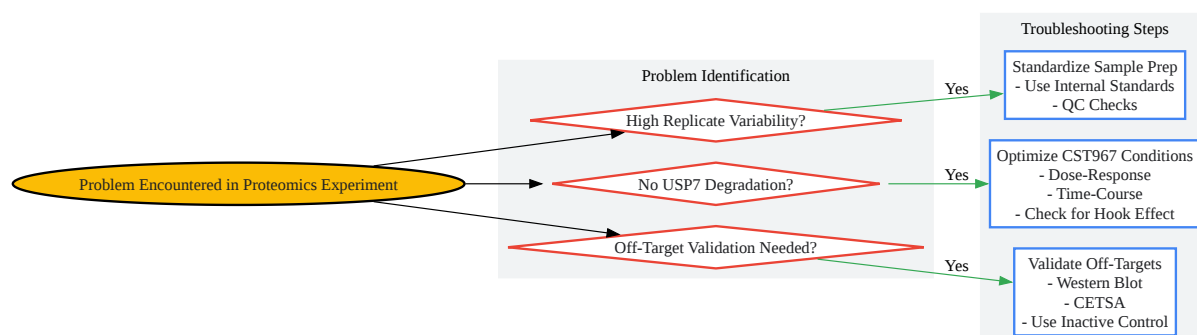 Problem Encountered in Proteomics Experiment
Problem Identification
High Replicate Variability?
No USP7 Degradation?
Off-Target Validation Needed?
Yes
Yes
Yes
Troubleshooting Steps
Standardize Sample Prep
- Use Internal Standards
- QC Checks
Optimize CST967 Conditions
- Dose-Response
- Time-Course
- Check for Hook Effect
Validate Off-Targets
- Western Blot
- CETSA
- Use Inactive Control